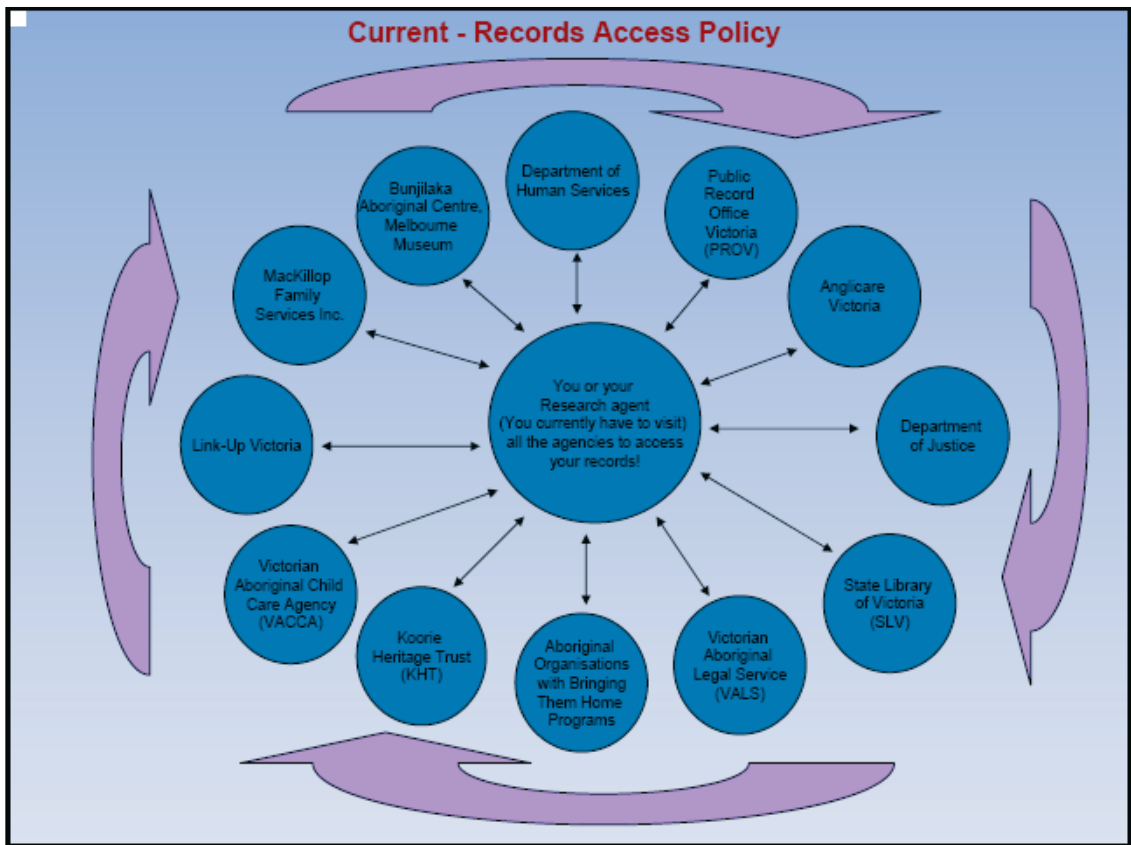 Current - Records Access Policy
Department of
Human Services
Public
Record
Office
Victoria
(PROV)
Anglicare
Victoria
Department
of Justice
State Library
of Victoria
(SLV)
Victorian
Aboriginal
Legal Service
(VALS)
Aboriginal
Organisations
with Bringing
Them Home
Programs
Koorie
Heritage Trust
(KHT)
Victorian
Aboriginal Child
Care Agency
(VACCA)
Link-Up Victoria
MacKillop
Family
Services Inc.
Bunjilaka
Aboriginal Centre,
Melbourne
Museum
You or your
Research agent
(You currently have to visit)
all the agencies to access
your records!